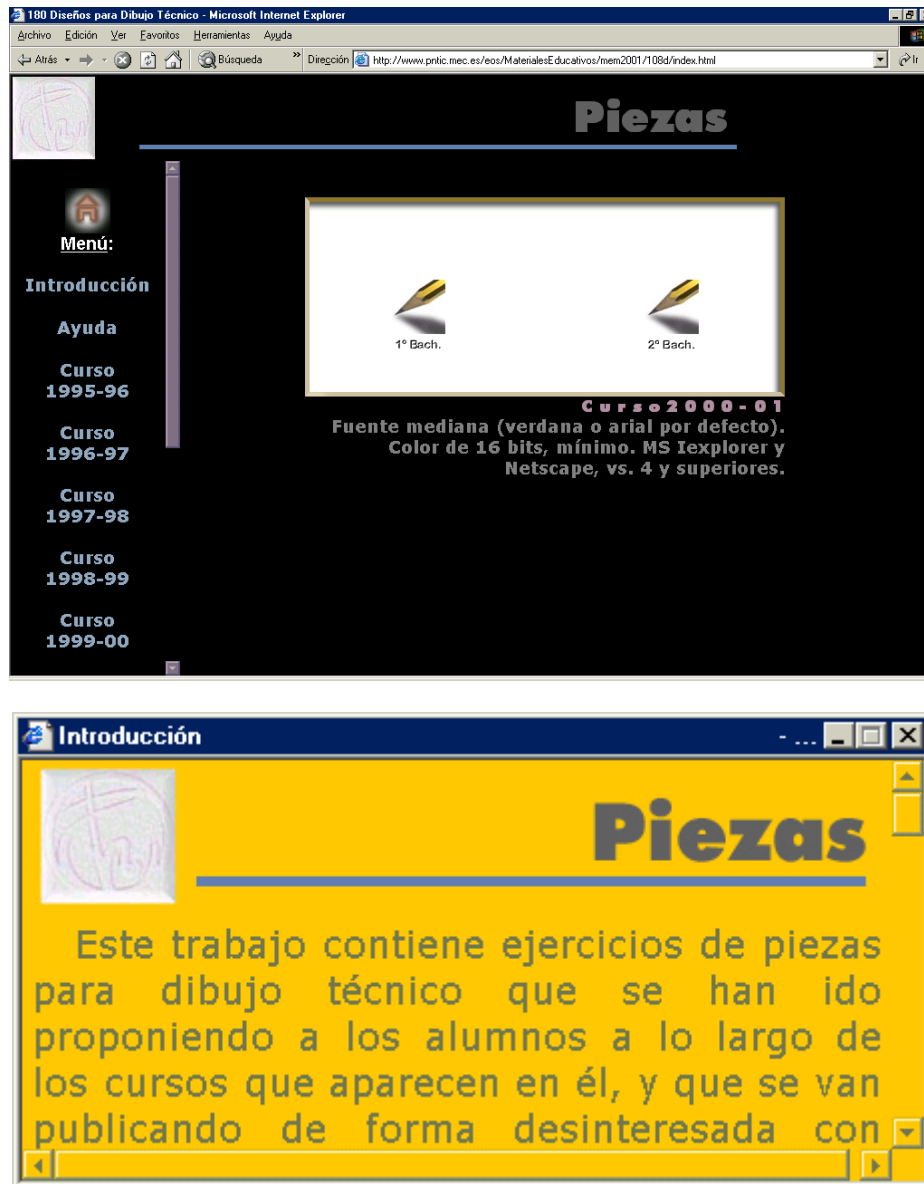 180 Diseños para Dibujo Técnico - Microsoft Internet Explorer
Archivo Edición Ver Favoritos Herramientas Ayuda
Atrás Búsqueda » Dirección http://www.pntic.mec.es/eos/MaterialesEducativos/mem2001/108d/index.html Ir
Piezas
Menú:
Introducción
Ayuda
Curso
1995-96
Curso
1996-97
Curso
1997-98
Curso
1998-99
Curso
1999-00
1º Bach.
2º Bach.
Curso2000-01
Fuente mediana (verdana o arial por defecto).
Color de 16 bits, mínimo. MS Iexplorer y
Netscape, vs. 4 y superiores.
Introducción - ...
Piezas
Este trabajo contiene ejercicios de piezas
para dibujo técnico que se han ido
proponiendo a los alumnos a lo largo de
los cursos que aparecen en él, y que se van
publicando de forma desinteresada con